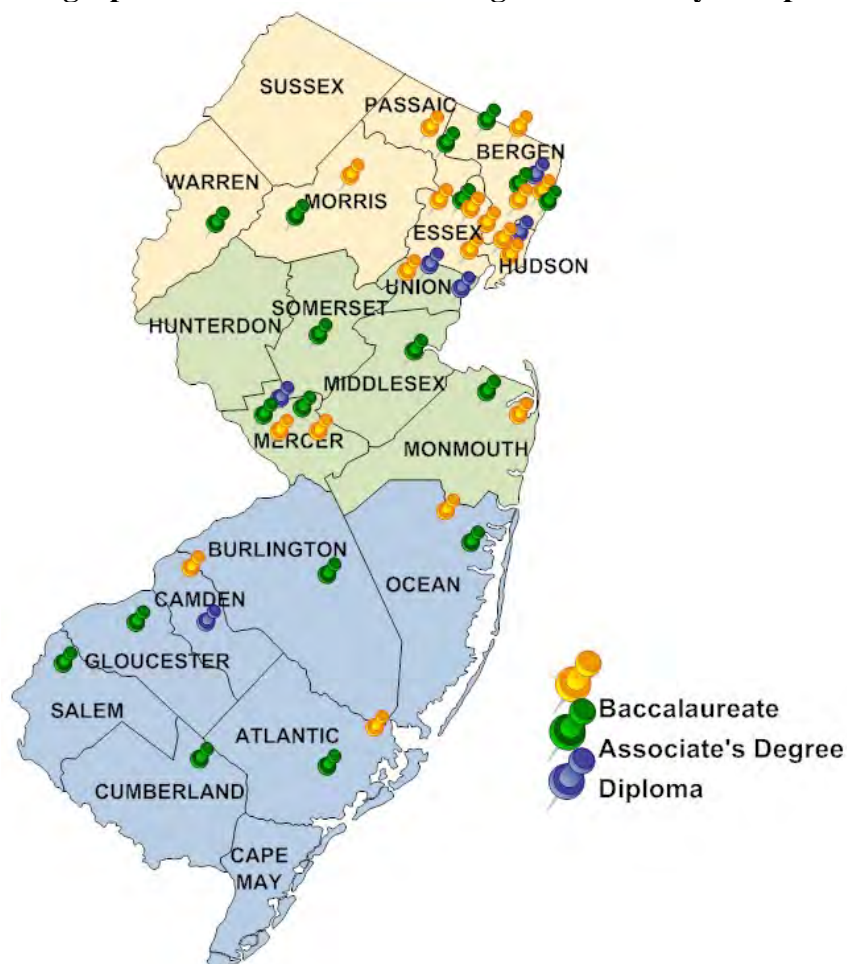 SUSSEX
PASSAIC
BERGEN
WARREN
MORRIS
ESSEX
HUDSON
UNION
SOMERSET
HUNTERDON
MIDDLESEX
MERCER
MONMOUTH
BURLINGTON
OCEAN
CAMDEN
GLOUCESTER
SALEM
ATLANTIC
CUMBERLAND
CAPE
MAY
Baccalaureate
Associate's Degree
Diploma